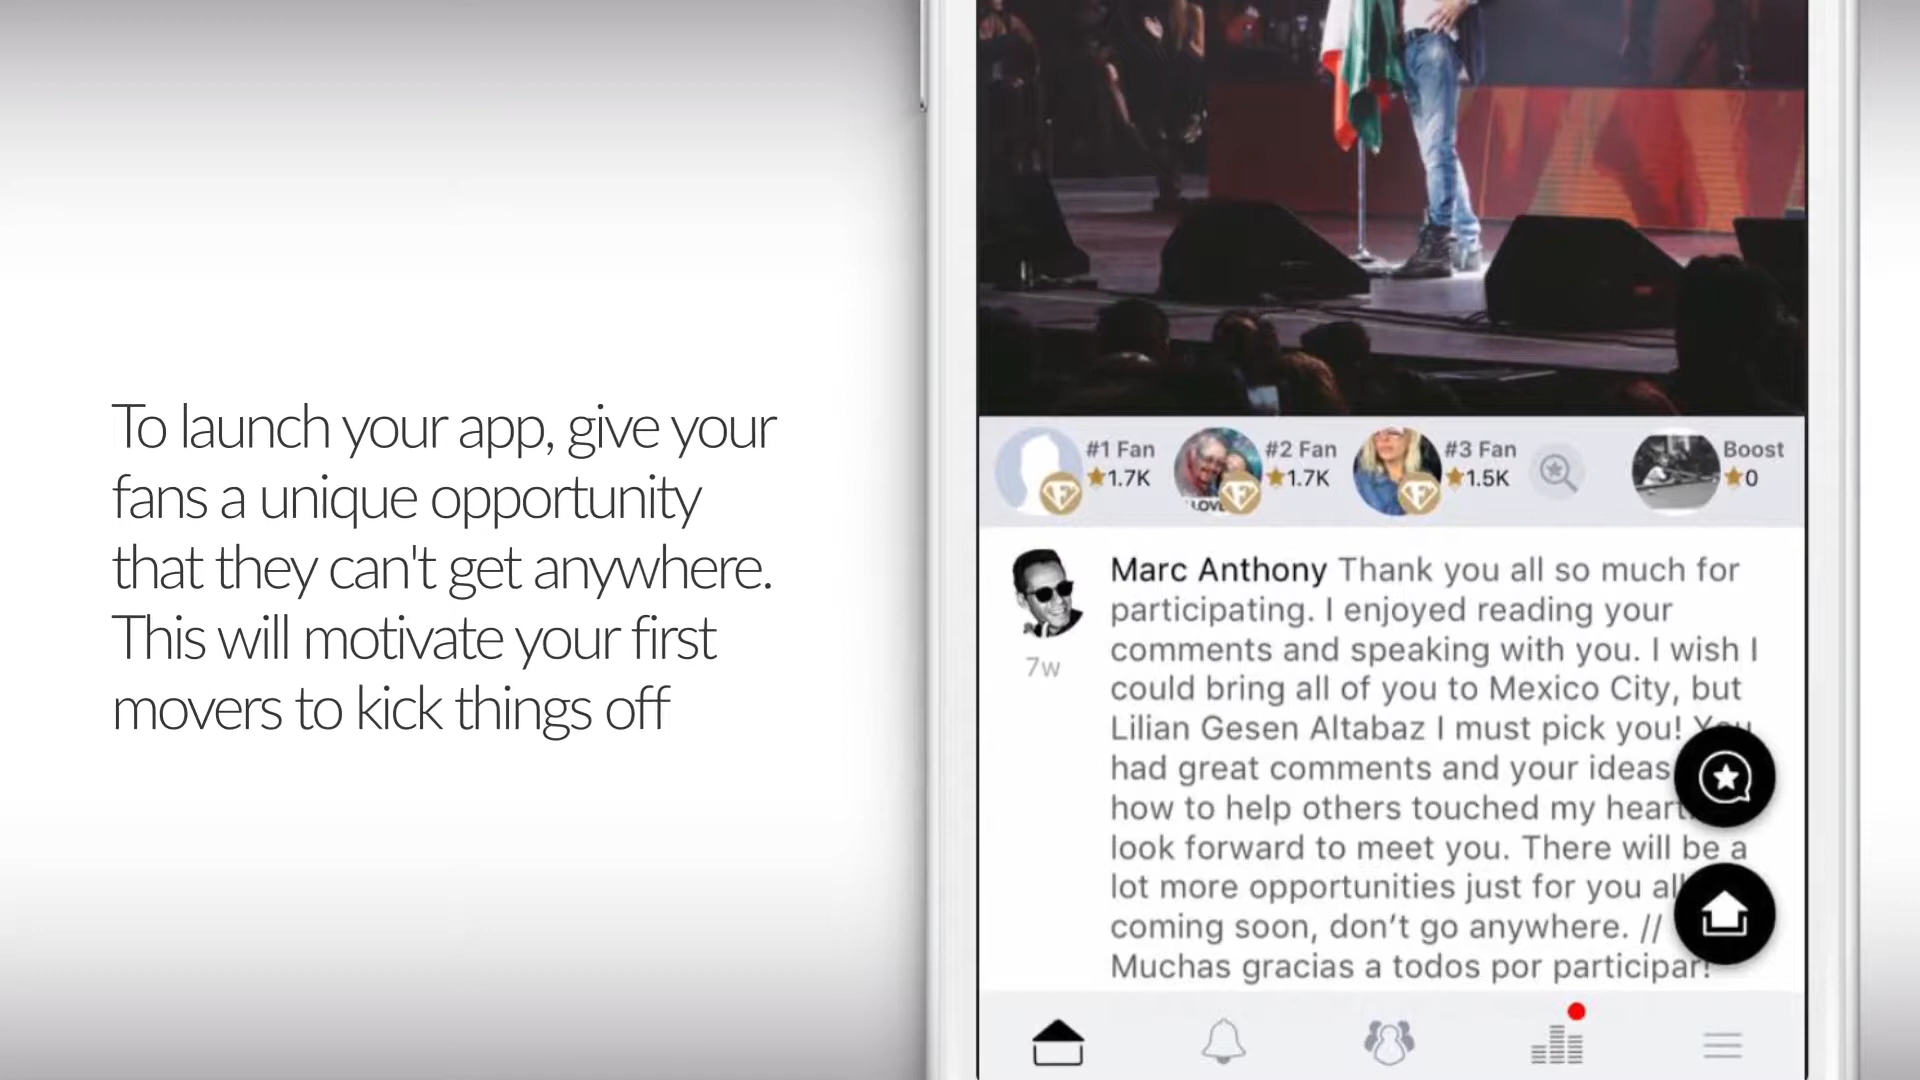 To launch your app, give your
fans a unique opportunity
that they can't get anywhere.
This will motivate your first
movers to kick things off
#1 Fan
1.7K
#2 Fan
1.7K
#3 Fan
1.5K
Boost
0
LOVE
Marc Anthony Thank you all so much for
participating. I enjoyed reading your
comments and speaking with you. I wish I
could bring all of you to Mexico City, but
Lilian Gesen Altabaz I must pick you! You
had great comments and your ideas
how to help others touched my heart.
look forward to meet you. There will be a
lot more opportunities just for you all
coming soon, don’t go anywhere. //
Muchas gracias a todos por participar!
7w